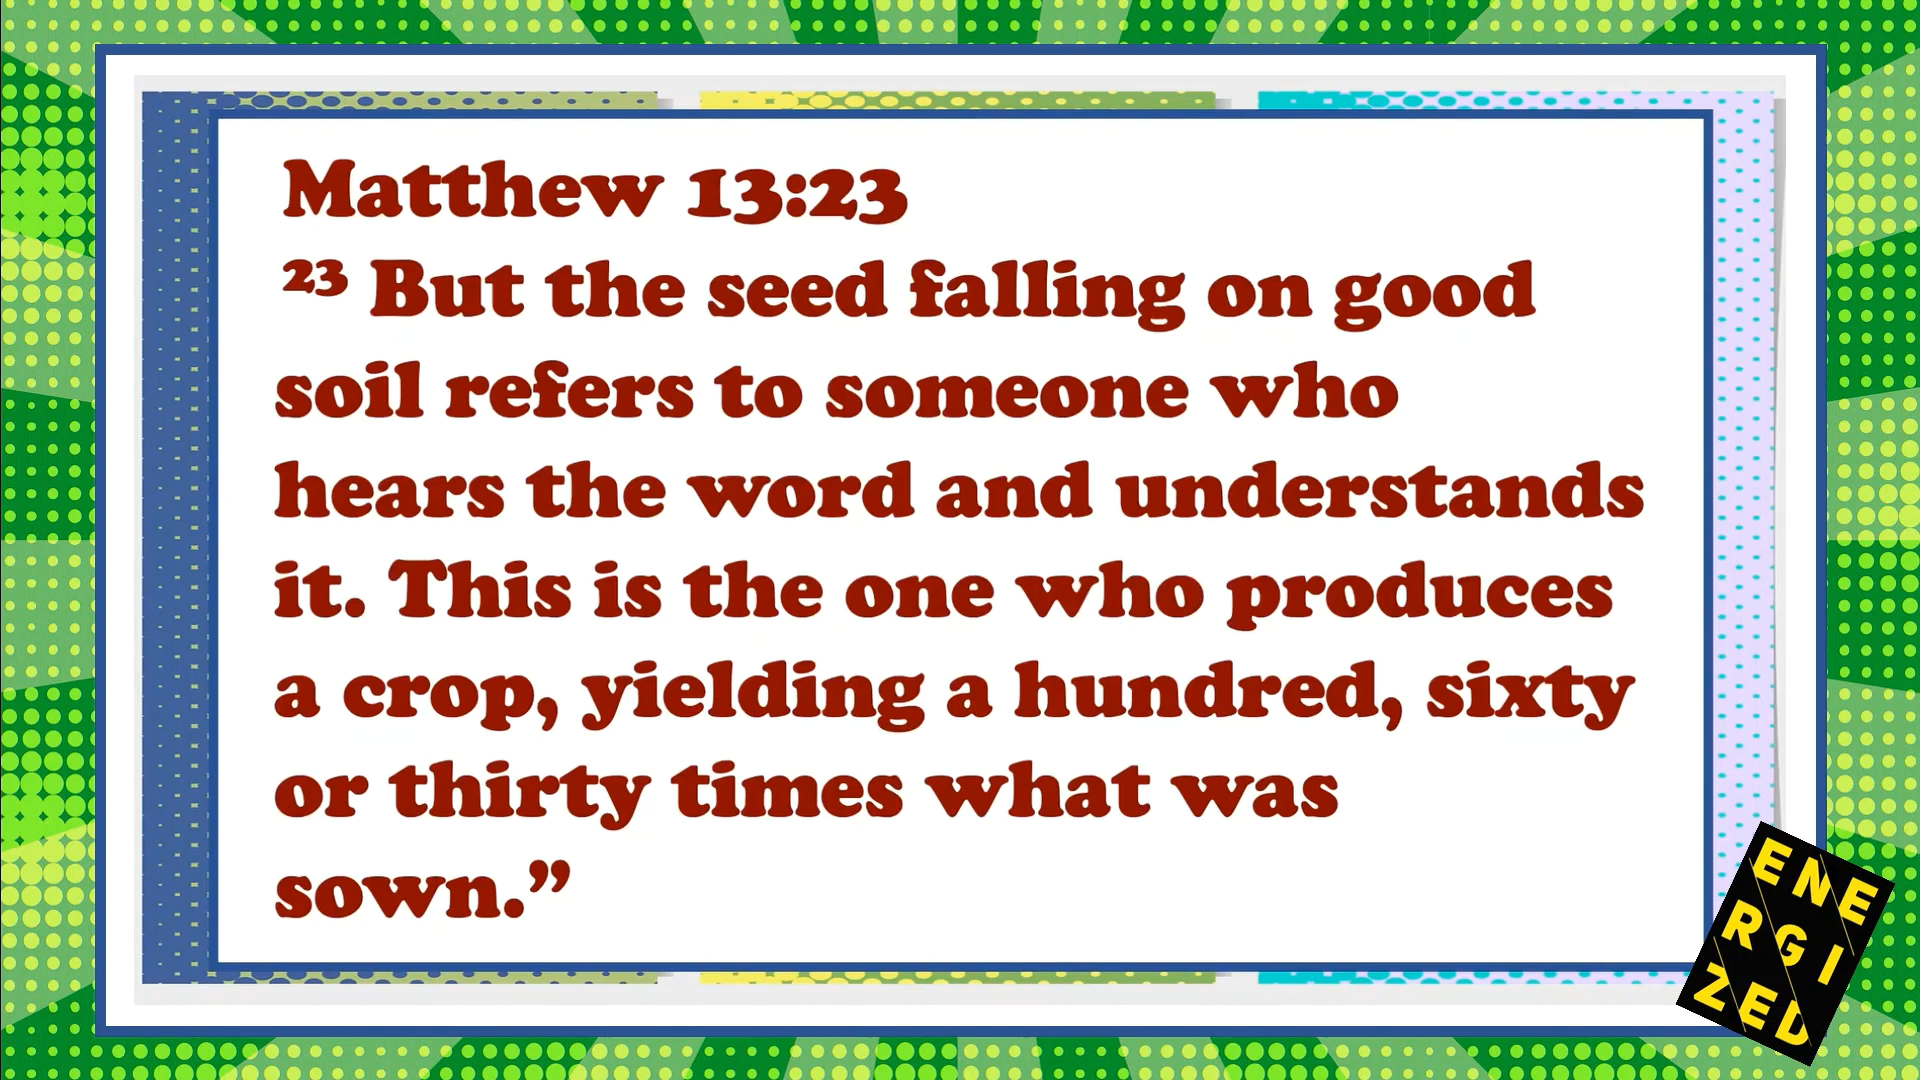 Matthew 13:23
²³ But the seed falling on good
soil refers to someone who
hears the word and understands
it. This is the one who produces
a crop, yielding a hundred, sixty
or thirty times what was
sown.”
ENE
RGI
ZED